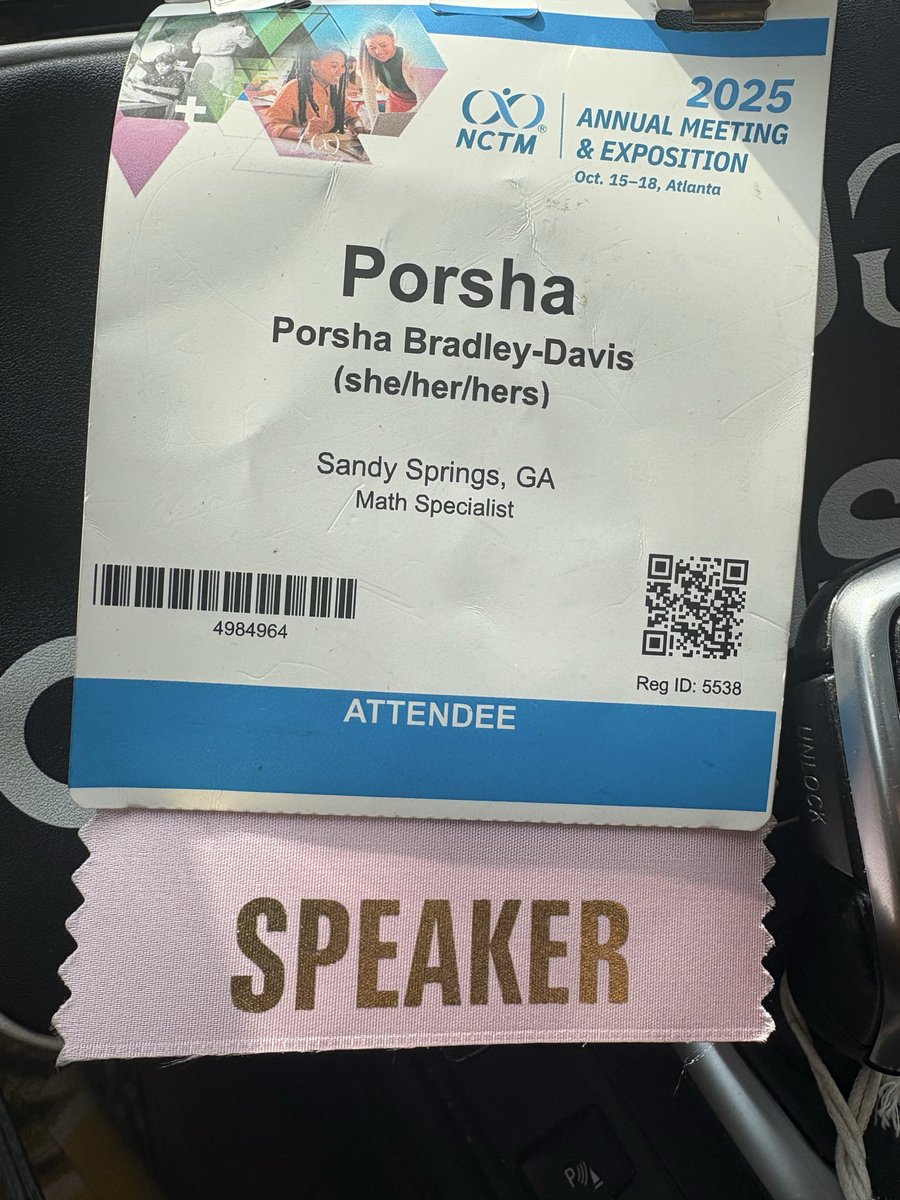 2025
NCTM®
ANNUAL MEETING
& EXPOSITION
Oct. 15–18, Atlanta
Porsha
Porsha Bradley-Davis
(she/her/hers)
Sandy Springs, GA
Math Specialist
4984964
Reg ID: 5538
ATTENDEE
UNLOCK
SPEAKER
P